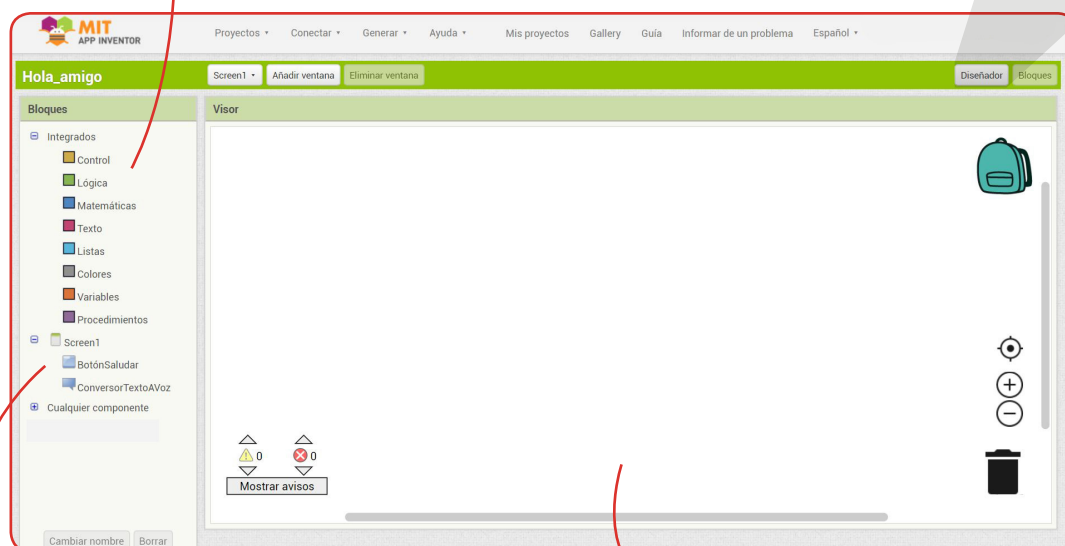 MIT
APP INVENTOR
Proyectos Conectar Generar Ayuda Mis proyectos Gallery Guía Informar de un problema Español
Hola_amigo Screen1 Añadir ventana Eliminar ventana Diseñador Bloques
Bloques
Visor
Integrados
Control
Lógica
Matemáticas
Texto
Listas
Colores
Variables
Procedimientos
Screen1
BotónSaludar
ConversorTextoAVoz
Cualquier componente
0 0
Mostrar avisos
Cambiar nombre Borrar